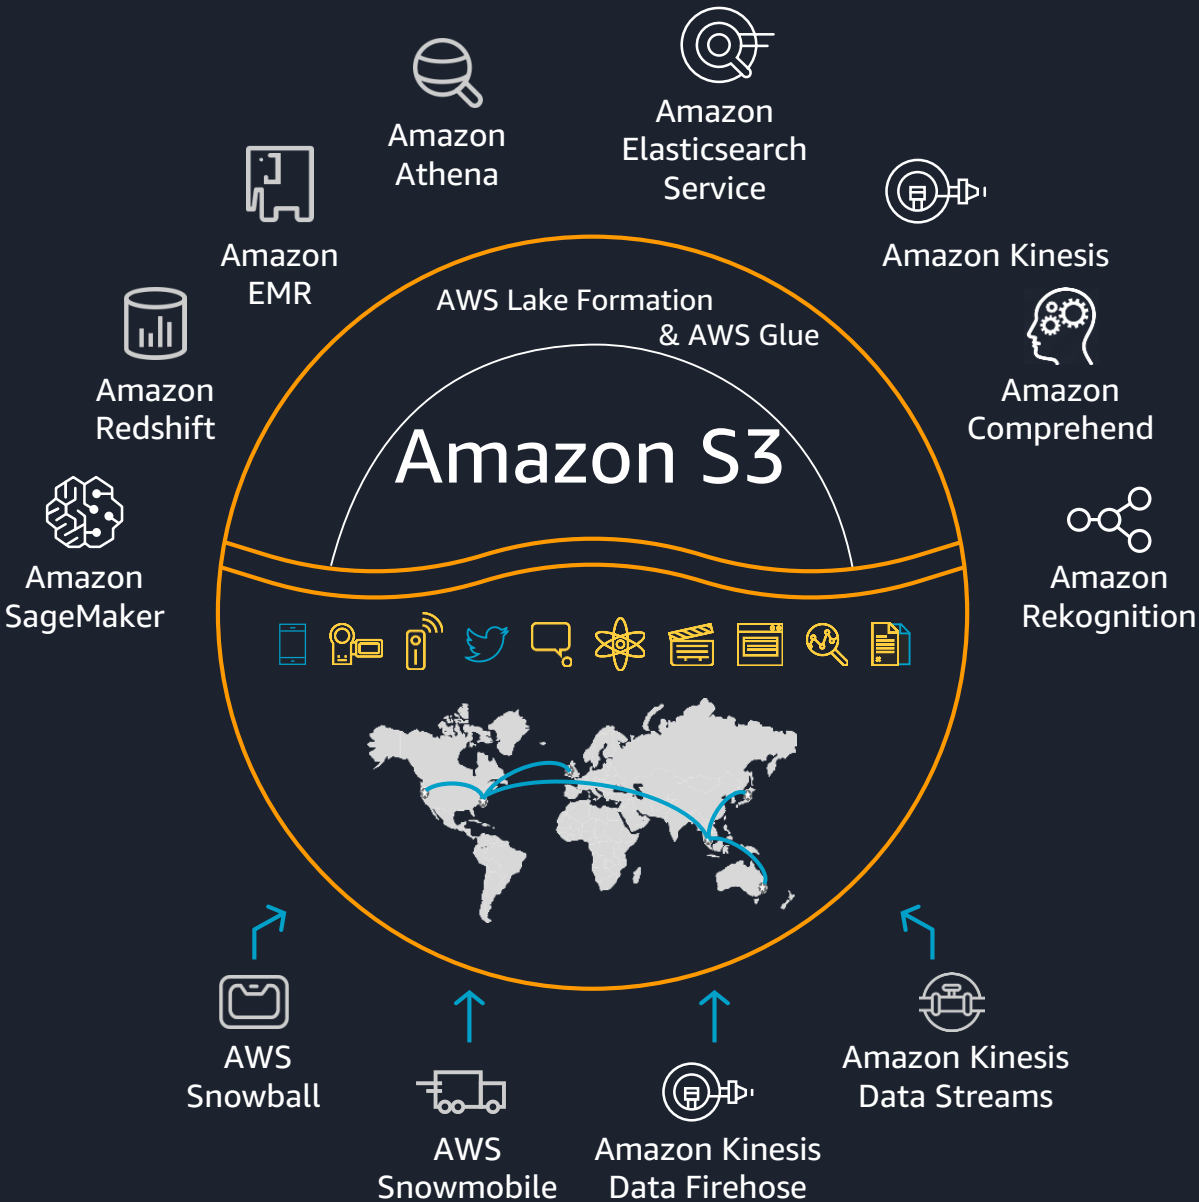 Amazon
Elasticsearch
Service
Amazon
Athena
Amazon
EMR
Amazon Kinesis
AWS Lake Formation
& AWS Glue
Amazon
Redshift
Amazon
Comprehend
Amazon S3
Amazon
SageMaker
Amazon
Rekognition
AWS
Snowball
Amazon Kinesis
Data Streams
AWS
Snowmobile
Amazon Kinesis
Data Firehose